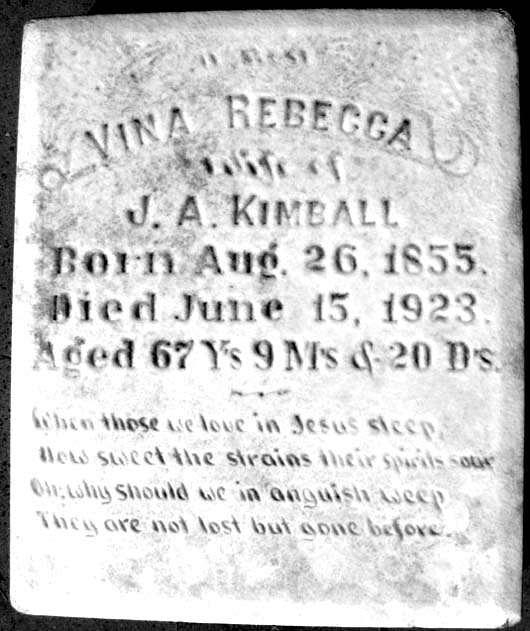 At Rest
VINA REBECCA
Wife of
J. A. KIMBALL
Born Aug. 26, 1855.
Died June 15, 1923.
Aged 67 Ys 9 Ms & 20 Ds.
When those we love in Jesus sleep,
How sweet the strains their spirits
Oh, why should we in anguish weep
They are not lost but gone before.